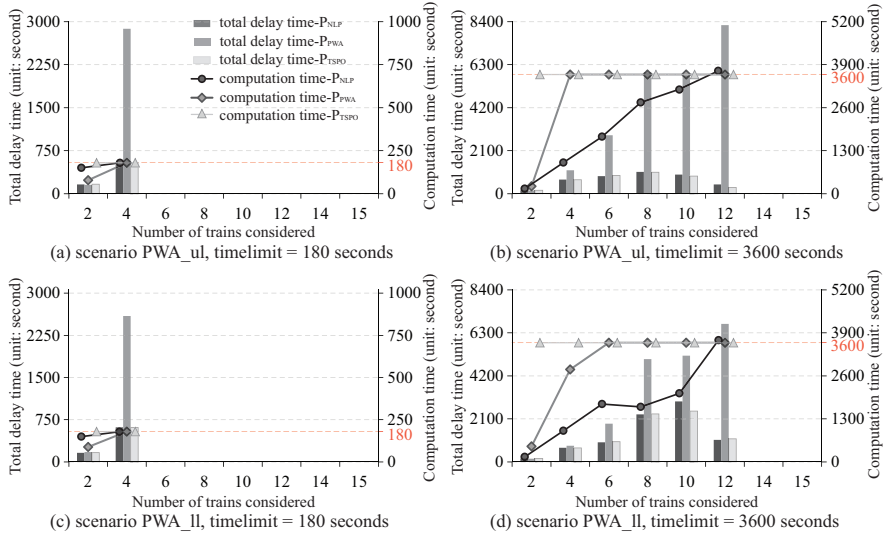 3000
2250
1500
750
0
Total delay time (unit: second)
total delay time-PNLP
total delay time-PPWA
total delay time-PTSPO
computation time-PNLP
computation time-PPWA
computation time-PTSPO
1000
750
500
250
180
0
Computation time (unit: second)
2 4 6 8 10 12 15
Number of trains considered
(a) scenario PWA_ul, timelimit = 180 seconds
8400
6300
4200
2100
0
Total delay time (unit: second)
5200
3900
3600
2600
1300
0
Computation time (unit: second)
2 4 6 8 10 12 15
Number of trains considered
(b) scenario PWA_ul, timelimit = 3600 seconds
3000
2250
1500
750
0
Total delay time (unit: second)
1000
750
500
250
180
0
Computation time (unit: second)
2 4 6 8 10 12 15
Number of trains considered
(c) scenario PWA_ll, timelimit = 180 seconds
8400
6300
4200
2100
0
Total delay time (unit: second)
5200
3900
3600
2600
1300
0
Computation time (unit: second)
2 4 6 8 10 12 15
Number of trains considered
(d) scenario PWA_ll, timelimit = 3600 seconds